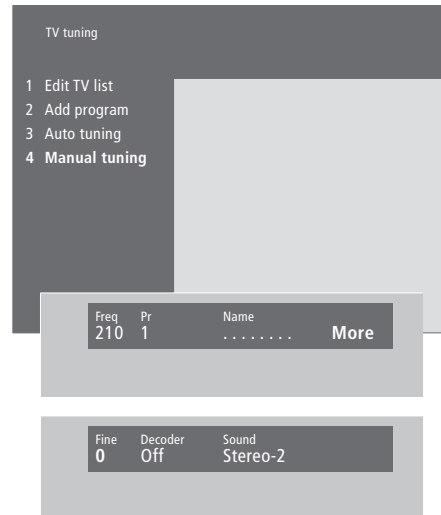 TV tuning
1 Edit TV list
2 Add program
3 Auto tuning
4 Manual tuning
Freq Pr Name
210 1 ........ More
Fine Decoder Sound
0 Off Stereo-2